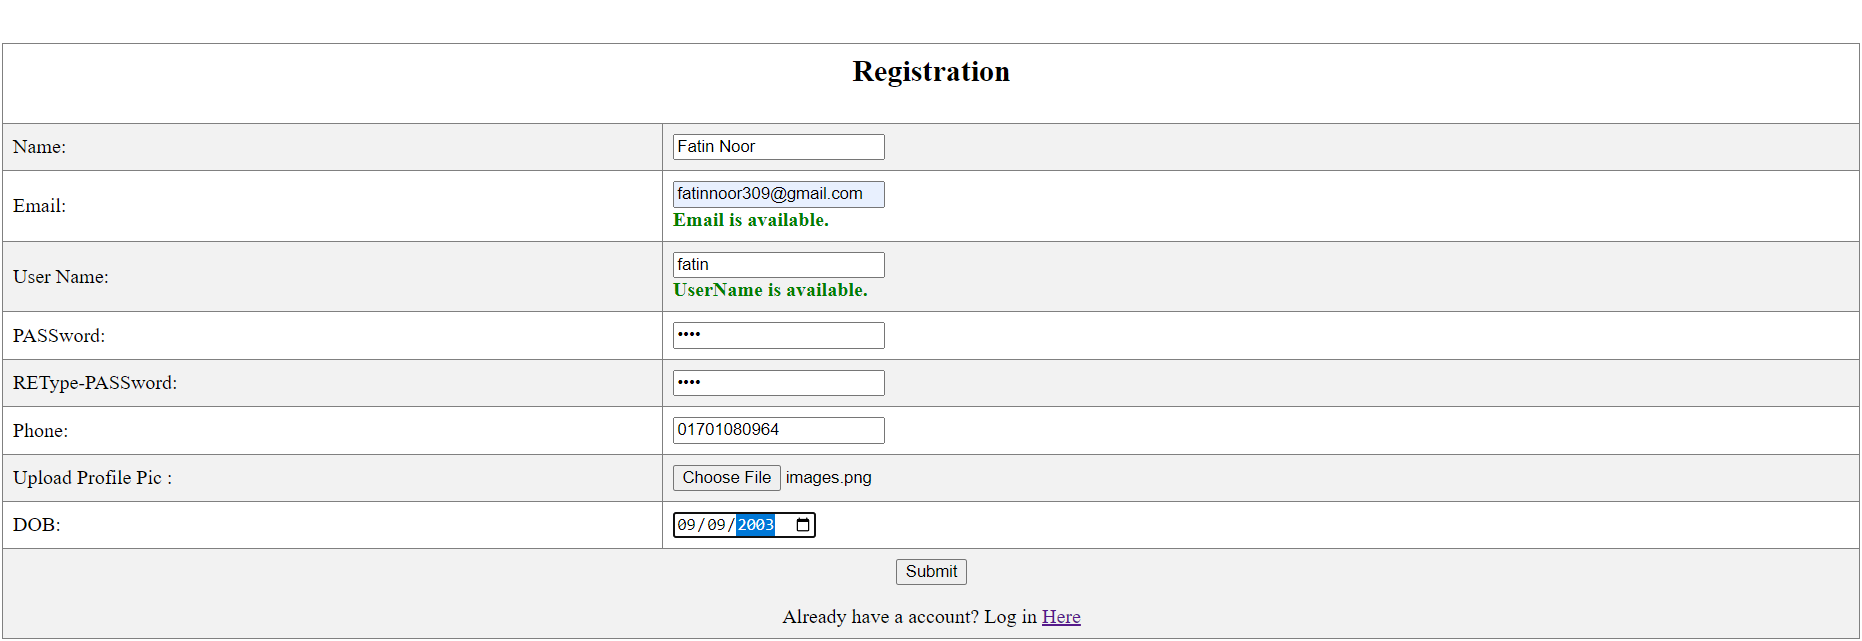 Registration
Name: Fatin Noor
Email: fatinnoor309@gmail.com
Email is available.
User Name: fatin
UserName is available.
PASSword: ••••
REType-PASSword: ••••
Phone: 01701080964
Upload Profile Pic : Choose File images.png
DOB: 09/09/2003
Submit
Already have a account? Log in Here